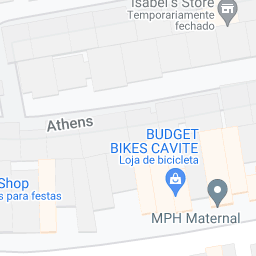 Isabel's Store
Temporariamente
fechado
Athens
BUDGET
BIKES CAVITE
Loja de bicicleta
Shop
s para festas
MPH Maternal